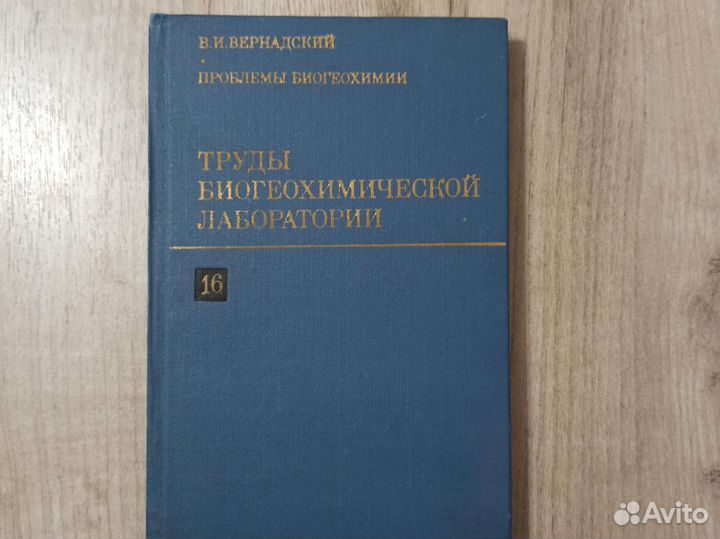 В.И.ВЕРНАДСКИЙ
ПРОБЛЕМЫ БИОГЕОХИМИИ
ТРУДЫ
БИОГЕОХИМИЧЕСКОЙ
ЛАБОРАТОРИИ
16
Avito